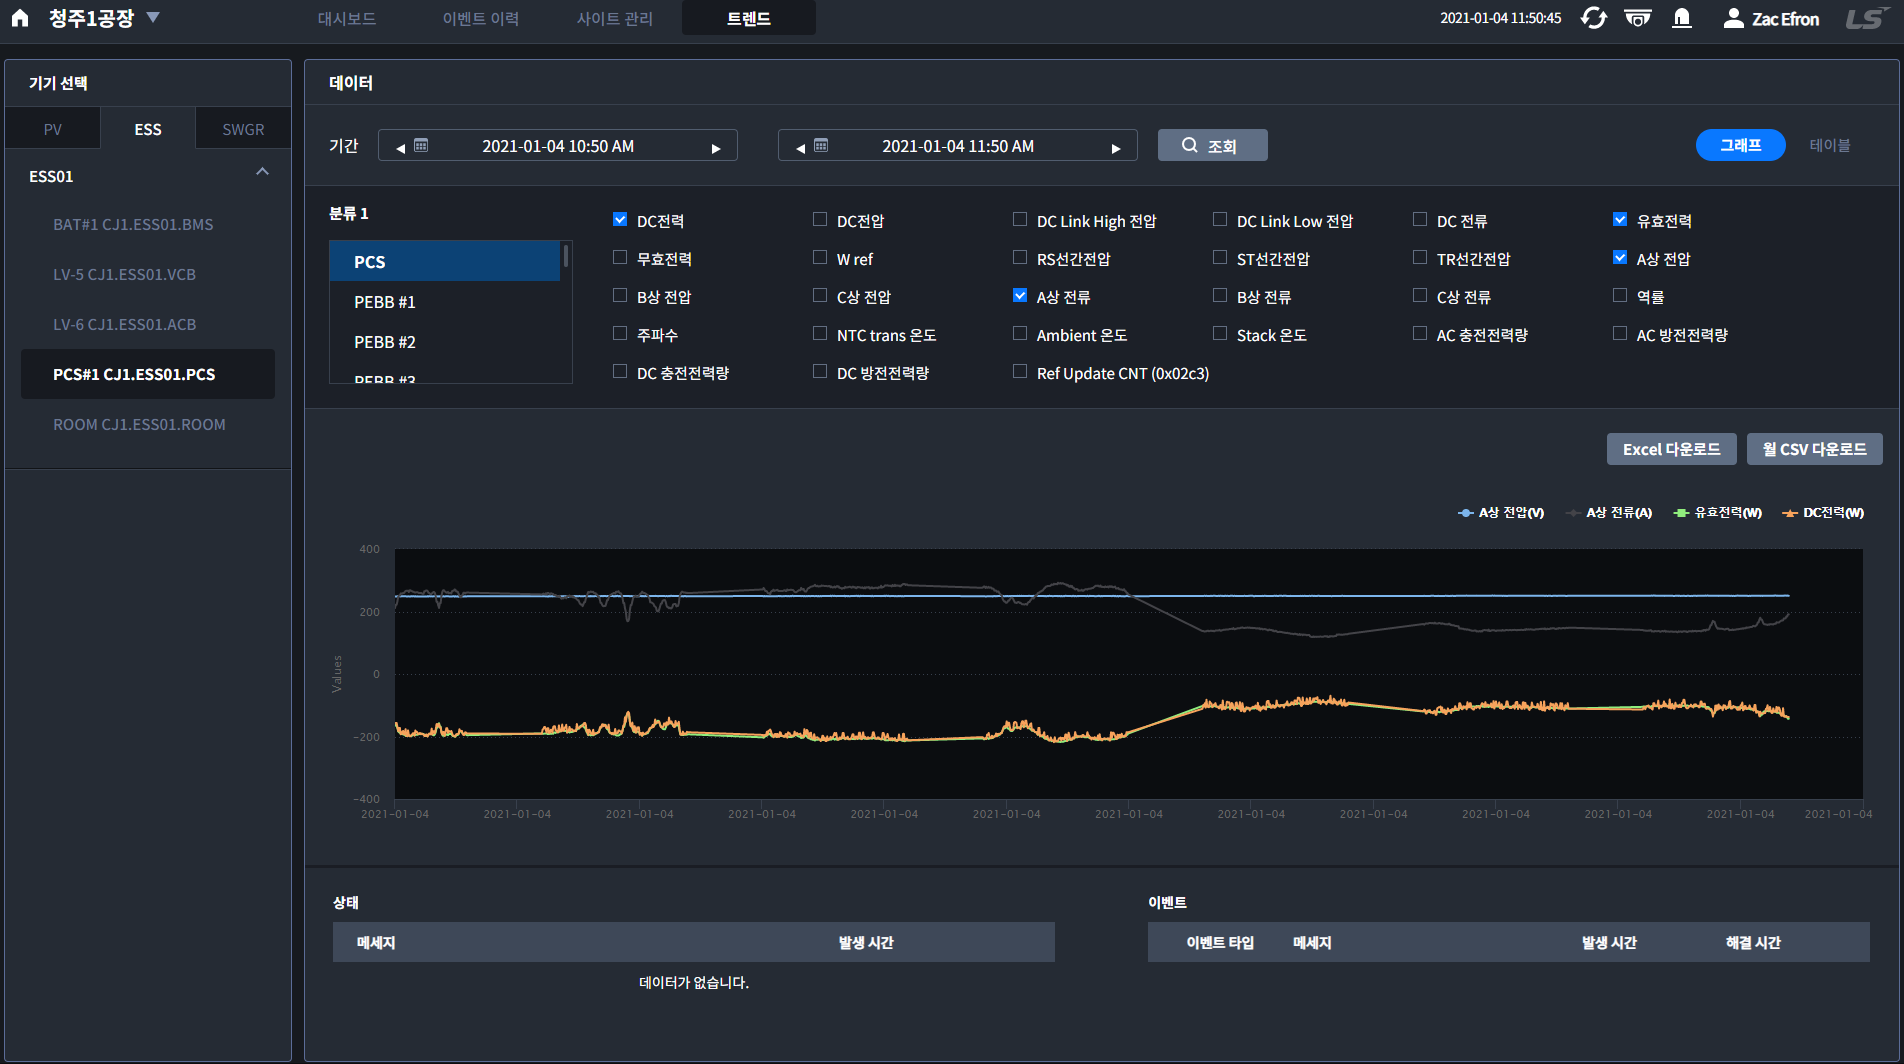 청주1공장 ▼ 대시보드 이벤트 이력 사이트 관리 트렌드 2021-01-04 11:50:45 Zac Efron LS
기기 선택
PV ESS SWGR
ESS01
BAT#1 CJ1.ESS01.BMS
LV-5 CJ1.ESS01.VCB
LV-6 CJ1.ESS01.ACB
PCS#1 CJ1.ESS01.PCS
ROOM CJ1.ESS01.ROOM
데이터
기간 ◀ 2021-01-04 10:50 AM ▶ ◀ 2021-01-04 11:50 AM ▶ 조회 그래프 테이블
분류 1
PCS
PEBB #1
PEBB #2
PEBB #3
DC전력 DC전압 DC Link High 전압 DC Link Low 전압 DC 전류 유효전력
무효전력 W ref RS선간전압 ST선간전압 TR선간전압 A상 전압
B상 전압 C상 전압 A상 전류 B상 전류 C상 전류 역률
주파수 NTC trans 온도 Ambient 온도 Stack 온도 AC 충전전력량 AC 방전전력량
DC 충전전력량 DC 방전전력량 Ref Update CNT (0x02c3)
Excel 다운로드 월 CSV 다운로드
A상 전압(V) A상 전류(A) 유효전력(W) DC전력(W)
400
200
0
-200
-400
Values
2021-01-04 2021-01-04 2021-01-04 2021-01-04 2021-01-04 2021-01-04 2021-01-04 2021-01-04 2021-01-04 2021-01-04 2021-01-04 2021-01-04 2021-01-04
상태
메세지 발생 시간
데이터가 없습니다.
이벤트
이벤트 타입 메세지 발생 시간 해결 시간